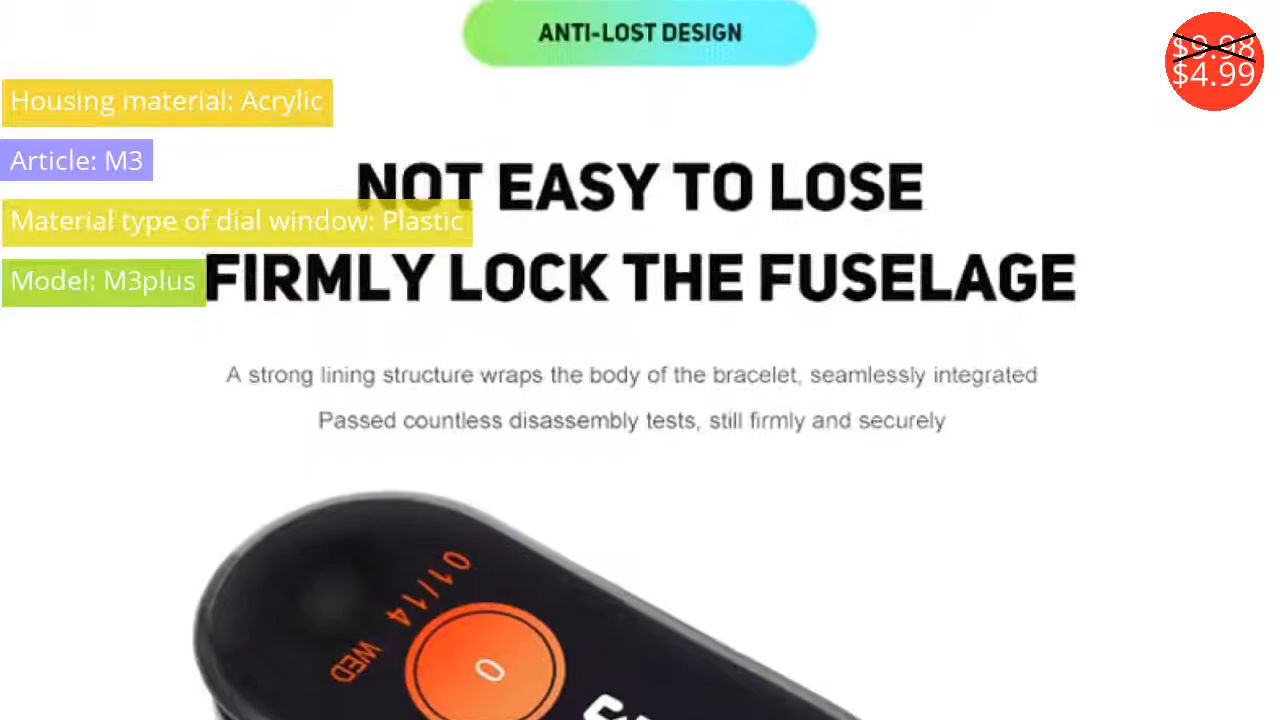 ANTI-LOST DESIGN
$9.98
$4.99
Housing material: Acrylic
Article: M3
NOT EASY TO LOSE
Material type of dial window: Plastic
Model: M3plus
FIRMLY LOCK THE FUSELAGE
A strong lining structure wraps the body of the bracelet, seamlessly integrated
Passed countless disassembly tests, still firmly and securely
01/14
WED
0